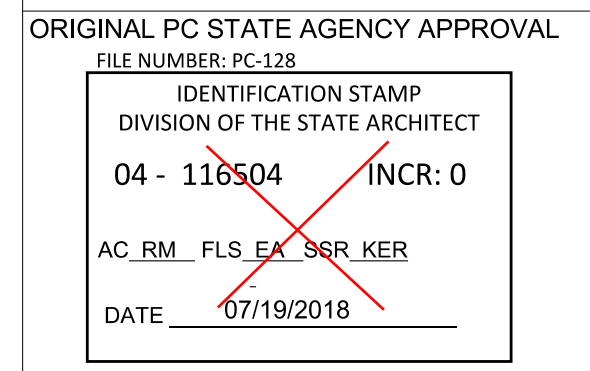 ORIGINAL PC STATE AGENCY APPROVAL
FILE NUMBER: PC-128
IDENTIFICATION STAMP
DIVISION OF THE STATE ARCHITECT
04 - 116504 INCR: 0
AC RM FLS EA SSR KER
-
DATE 07/19/2018